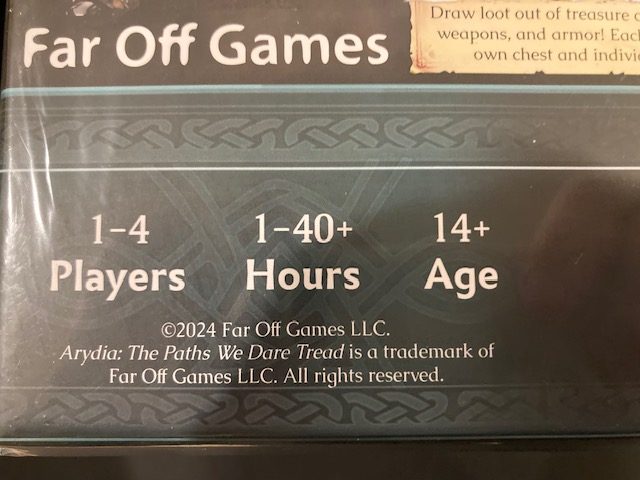 Far Off Games
Draw loot out of treasure
weapons, and armor! Each
own chest and
1-4
Players
1-40+
Hours
14+
Age
©2024 Far Off Games LLC.
Arydia: The Paths We Dare Tread is a trademark of
Far Off Games LLC. All rights reserved.